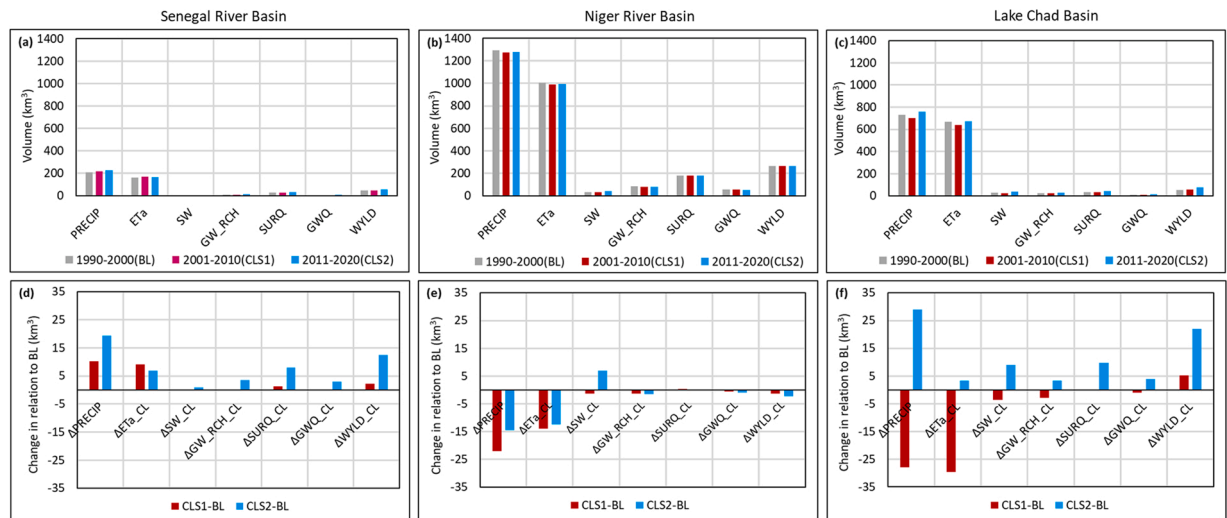 Senegal River Basin
Niger River Basin
Lake Chad Basin
(a)
1400
1200
1000
800
600
400
200
0
Volume (km³)
PRECIP
ETa
SW
GW_RCH
SURQ
GWQ
WYLD
1990-2000(BL) 2001-2010(CLS1) 2011-2020(CLS2)
(b)
1400
1200
1000
800
600
400
200
0
Volume (km³)
PRECIP
ETa
SW
GW_RCH
SURQ
GWQ
WYLD
1990-2000(BL) 2001-2010(CLS1) 2011-2020(CLS2)
(c)
1400
1200
1000
800
600
400
200
0
Volume (km³)
PRECIP
ETa
SW
GW_RCH
SURQ
GWQ
WYLD
1990-2000(BL) 2001-2010(CLS1) 2011-2020(CLS2)
(d)
35
25
15
5
-5
-15
-25
-35
Change in relation to BL (km³)
ΔPRECIP
ΔETa_CL
ΔSW_CL
ΔGW_RCH_CL
ΔSURQ_CL
ΔGWQ_CL
ΔWYLD_CL
CLS1-BL CLS2-BL
(e)
35
25
15
5
-5
-15
-25
-35
Change in relation to BL (km³)
ΔPRECIP
ΔETa_CL
ΔSW_CL
ΔGW_RCH_CL
ΔSURQ_CL
ΔGWQ_CL
ΔWYLD_CL
CLS1-BL CLS2-BL
(f)
35
25
15
5
-5
-15
-25
-35
Change in relation to BL (km³)
ΔPRECIP
ΔETa_CL
ΔSW_CL
ΔGW_RCH_CL
ΔSURQ_CL
ΔGWQ_CL
ΔWYLD_CL
CLS1-BL CLS2-BL